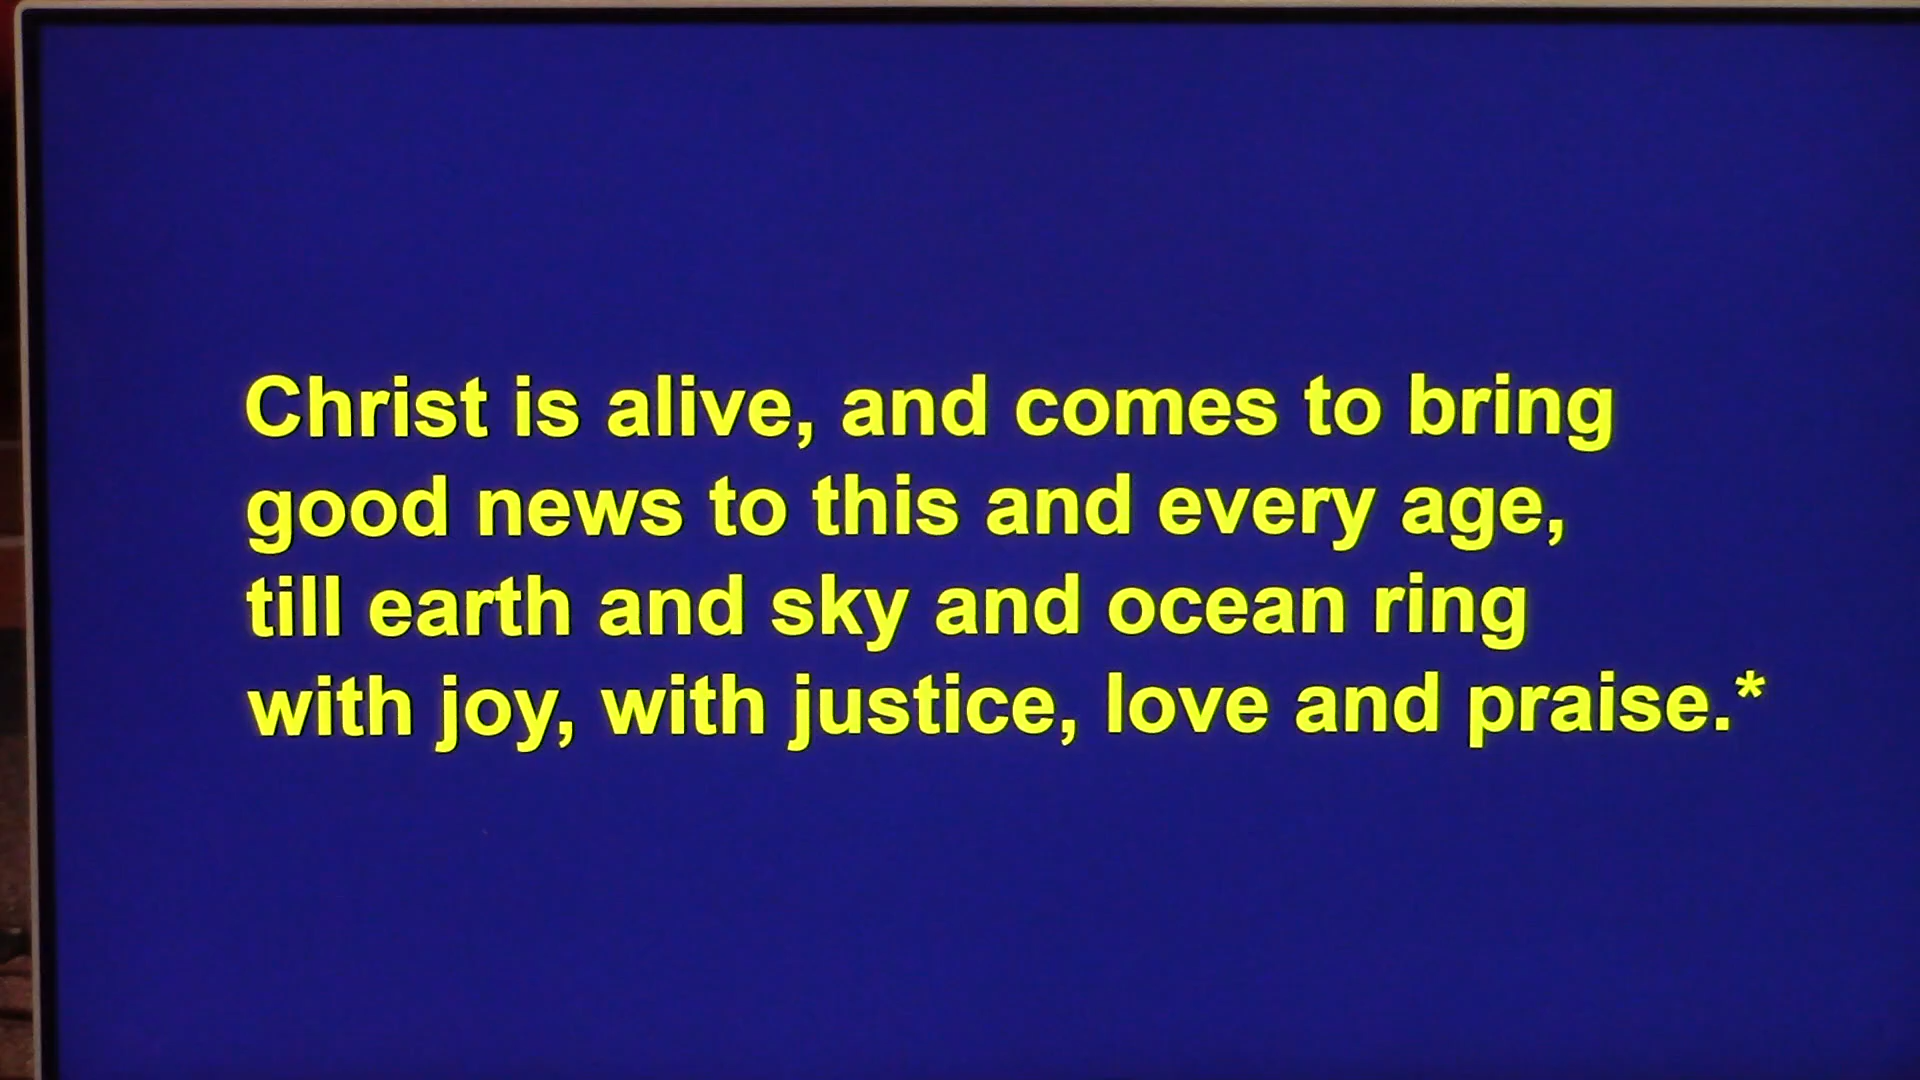 Christ is alive, and comes to bring
good news to this and every age,
till earth and sky and ocean ring
with joy, with justice, love and praise.*